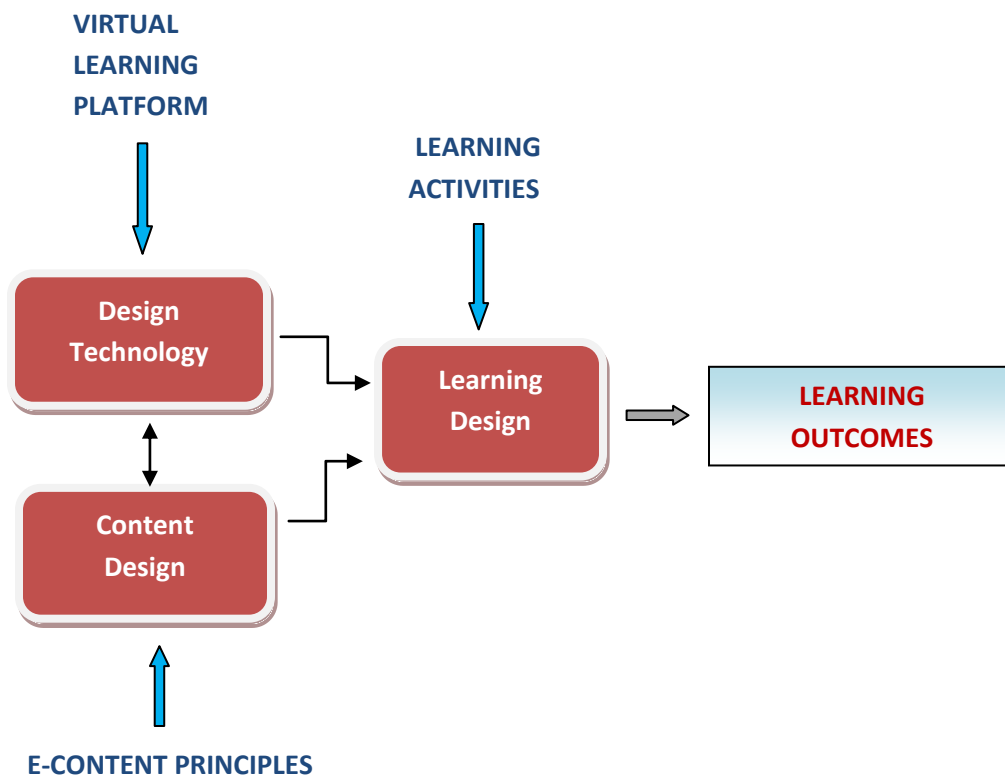 VIRTUAL
LEARNING
PLATFORM
LEARNING
ACTIVITIES
Design
Technology
Learning
Design
LEARNING
OUTCOMES
Content
Design
E-CONTENT PRINCIPLES